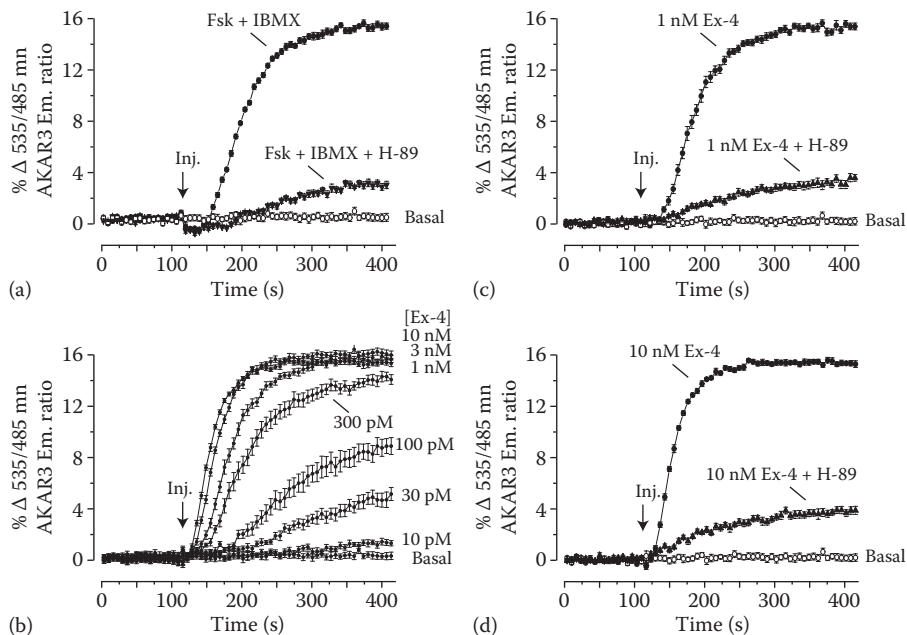 16
12
8
4
0
% Δ 535/485 mn
AKAR3 Em. ratio
Fsk + IBMX
Inj.
Fsk + IBMX + H-89
Basal
0 100 200 300 400
Time (s)
(a)
16
12
8
4
0
% Δ 535/485 mn
AKAR3 Em. ratio
1 nM Ex-4
Inj.
1 nM Ex-4 + H-89
Basal
0 100 200 300 400
Time (s)
(c)
16
12
8
4
0
% Δ 535/485 mn
AKAR3 Em. ratio
[Ex-4]
10 nM
3 nM
1 nM
300 pM
100 pM
Inj.
30 pM
10 pM
Basal
0 100 200 300 400
Time (s)
(b)
16
12
8
4
0
% Δ 535/485 mn
AKAR3 Em. ratio
10 nM Ex-4
Inj.
10 nM Ex-4 + H-89
Basal
0 100 200 300 400
Time (s)
(d)